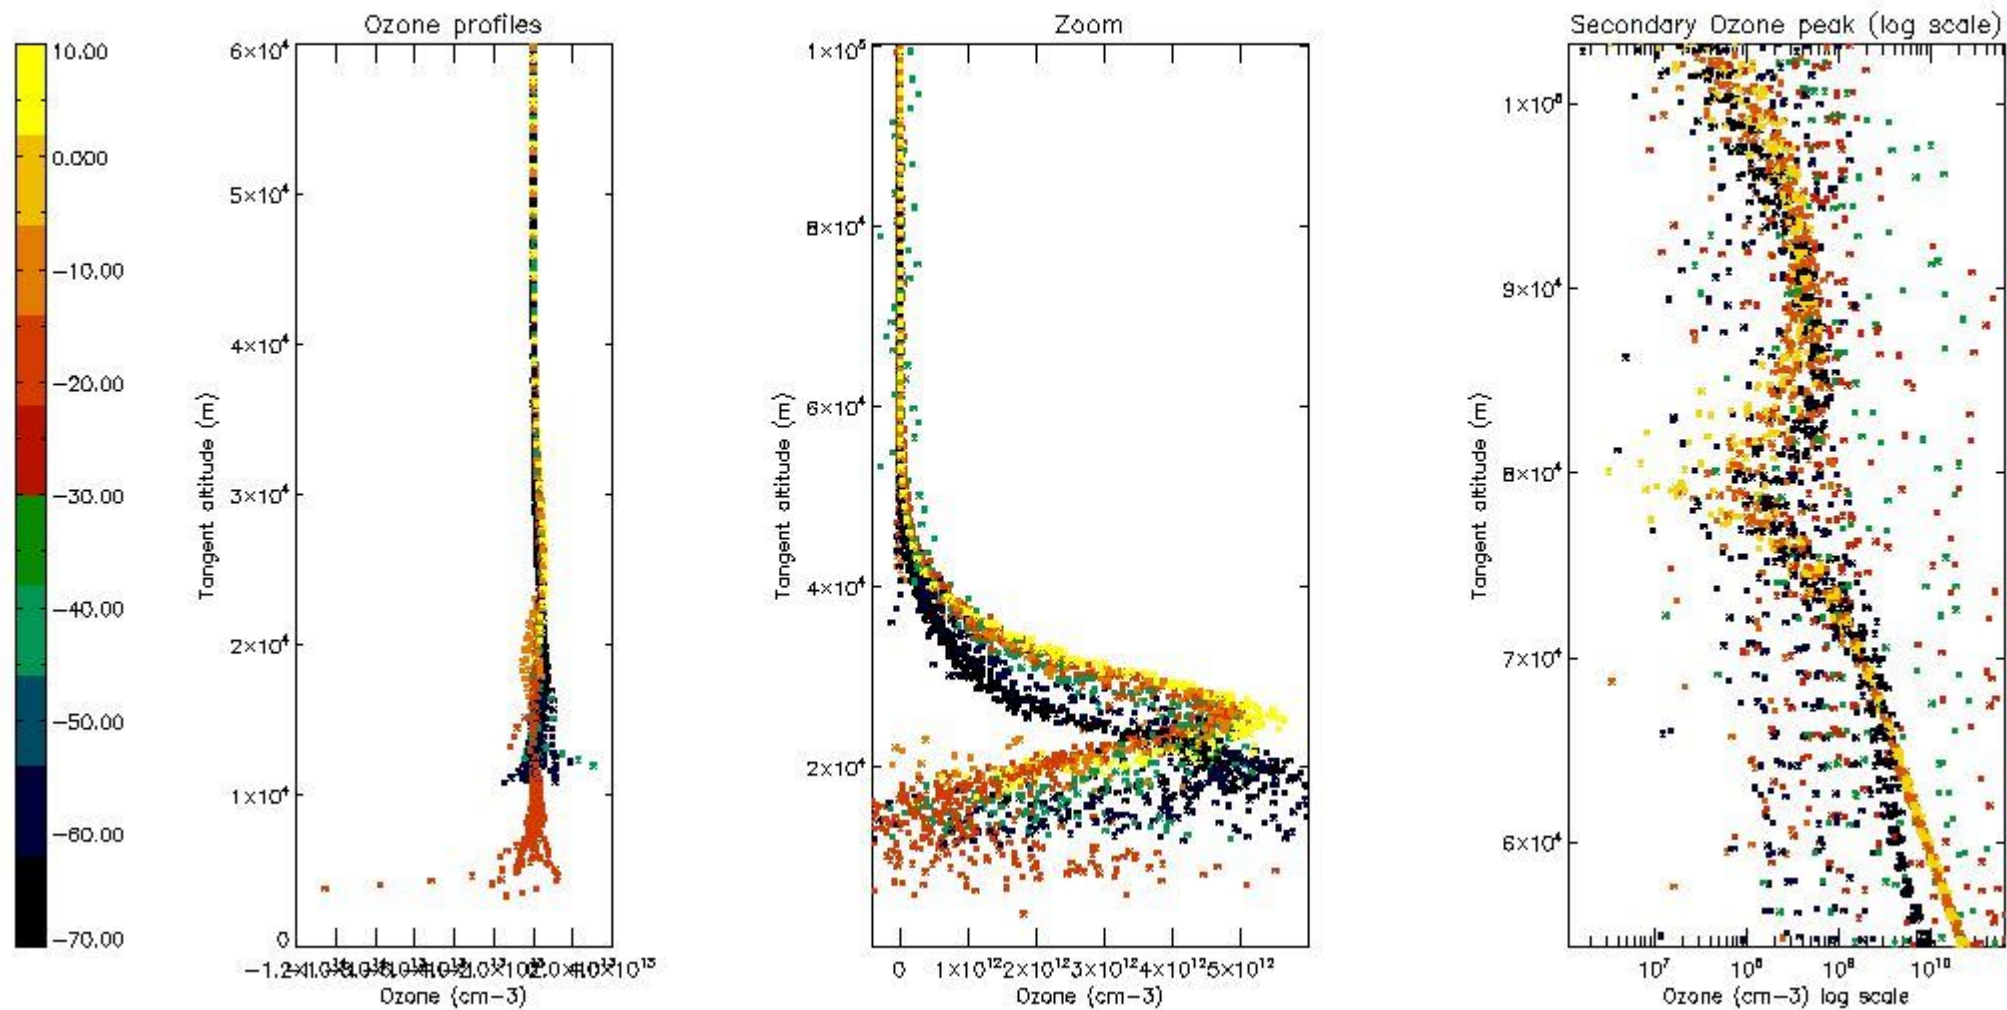 Ozone profiles
Zoom
Secondary Ozone peak (log scale)
10.00
0.00
−10.00
−20.00
−30.00
−40.00
−50.00
−60.00
−70.00
6×10⁴
5×10⁴
4×10⁴
3×10⁴
2×10⁴
1×10⁴
0
Tangent altitude (m)
4.0×10¹³
Ozone (cm−3)
1×10⁵
8×10⁴
6×10⁴
4×10⁴
2×10⁴
Tangent altitude (m)
0 1×10¹² 2×10¹² 3×10¹² 4×10¹² 5×10¹²
Ozone (cm−3)
1×10⁵
9×10⁴
8×10⁴
7×10⁴
6×10⁴
Tangent altitude (m)
10⁷ 10⁸ 10⁹ 10¹⁰
Ozone (cm−3) log scale